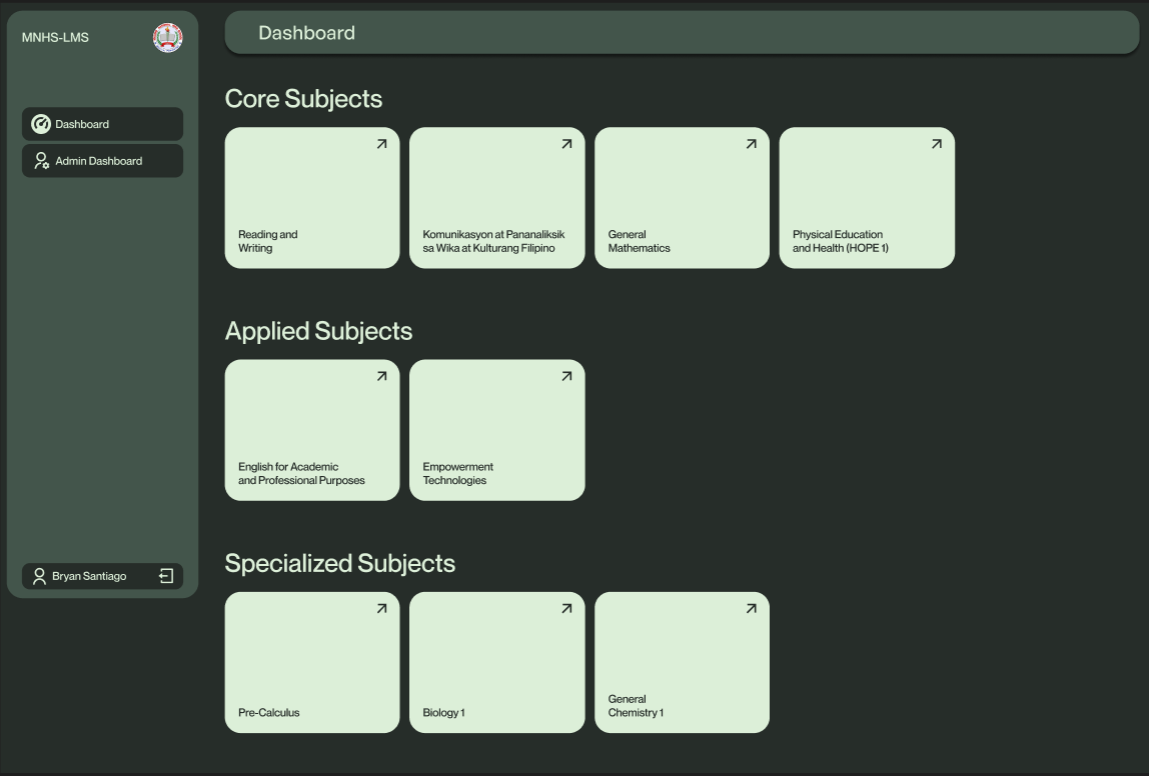 MNHS-LMS
Dashboard
Admin Dashboard
Bryan Santiago
Dashboard
Core Subjects
Reading and
Writing
Komunikasyon at Pananaliksik
sa Wika at Kulturang Filipino
General
Mathematics
Physical Education
and Health (HOPE 1)
Applied Subjects
English for Academic
and Professional Purposes
Empowerment
Technologies
Specialized Subjects
Pre-Calculus
Biology 1
General
Chemistry 1